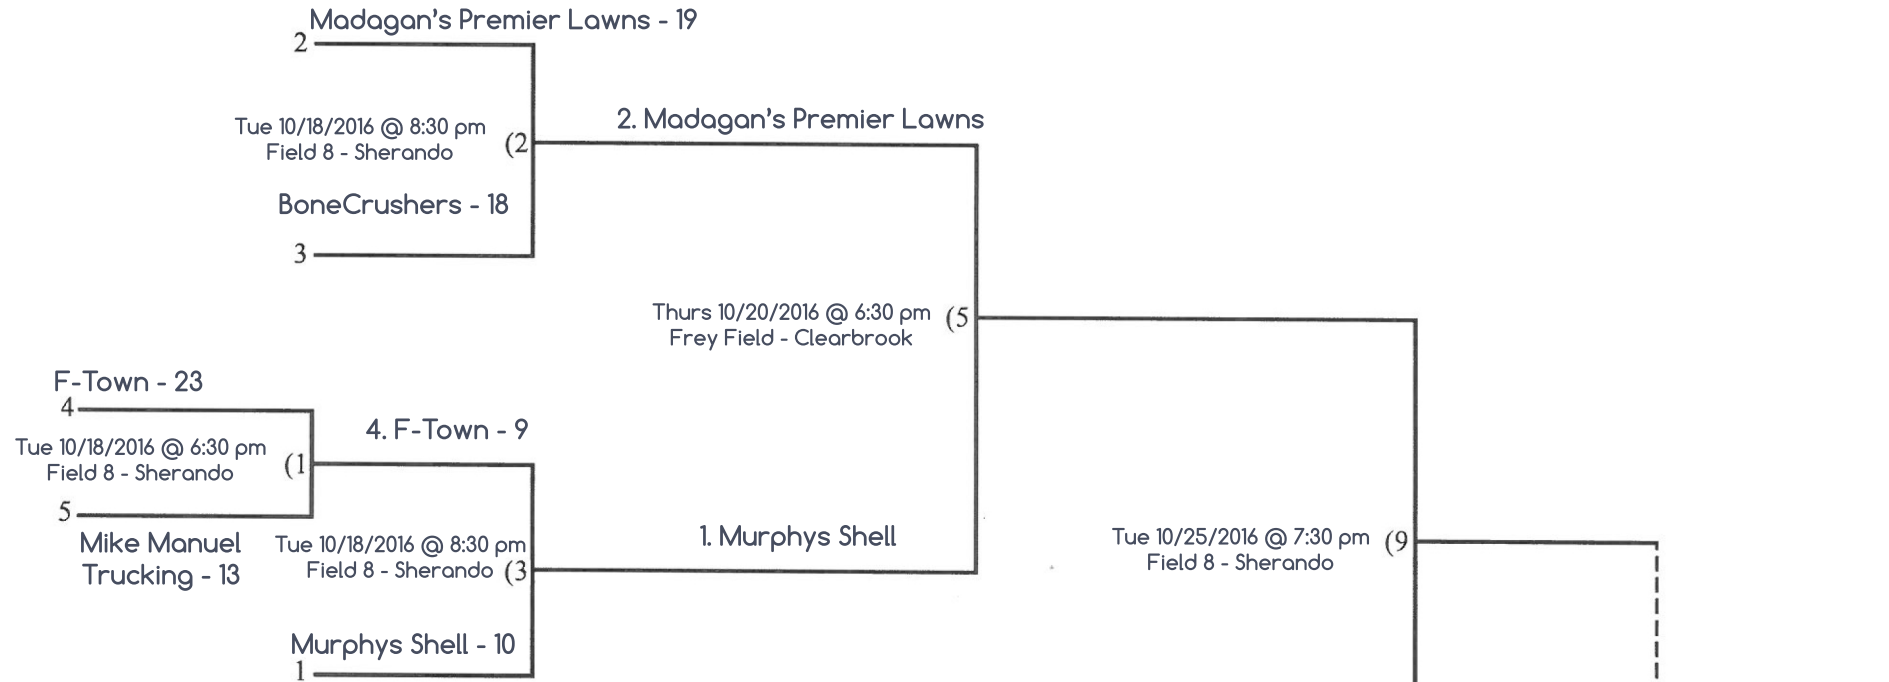 Madagan's Premier Lawns - 19
2
Tue 10/18/2016 @ 8:30 pm
Field 8 - Sherando
(2
BoneCrushers - 18
3
2. Madagan's Premier Lawns
Thurs 10/20/2016 @ 6:30 pm
Frey Field - Clearbrook
(5
F-Town - 23
4
Tue 10/18/2016 @ 6:30 pm
Field 8 - Sherando
(1
5
Mike Manuel
Trucking - 13
4. F-Town - 9
Tue 10/18/2016 @ 8:30 pm
Field 8 - Sherando
(3
Murphys Shell - 10
1
1. Murphys Shell
Tue 10/25/2016 @ 7:30 pm
Field 8 - Sherando
(9